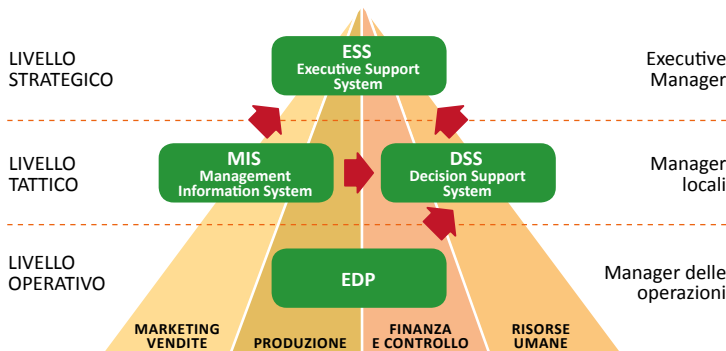 LIVELLO
STRATEGICO
ESS
Executive Support
System
Executive
Manager
LIVELLO
TATTICO
MIS
Management
Information System
DSS
Decision Support
System
Manager
locali
LIVELLO
OPERATIVO
EDP
Manager delle
operazioni
MARKETING
VENDITE
PRODUZIONE
FINANZA
E CONTROLLO
RISORSE
UMANE